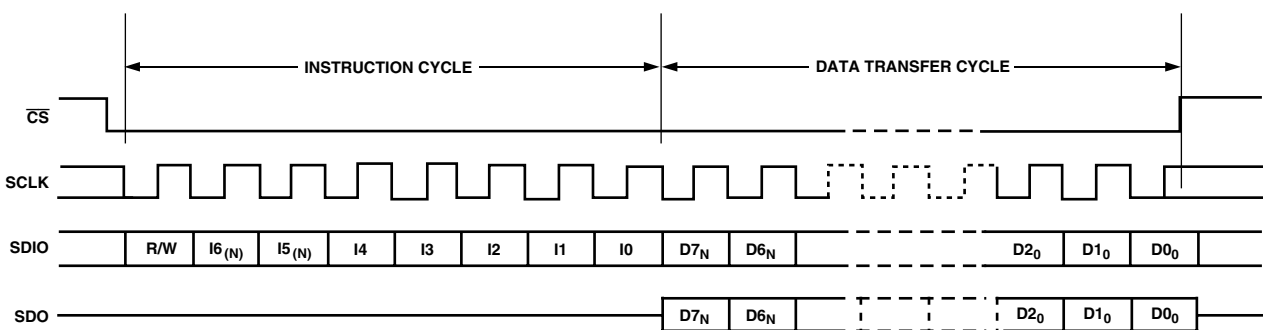 INSTRUCTION CYCLE DATA TRANSFER CYCLE
CS
SCLK
SDIO R/W I6(N) I5(N) I4 I3 I2 I1 I0 D7N D6N D20 D10 D00
SDO D7N D6N D20 D10 D00